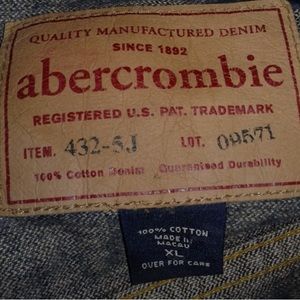 QUALITY MANUFACTURED DENIM
SINCE 1892
abercrombie
REGISTERED U.S. PAT. TRADEMARK
ITEM. 432-5J LOT. 09571
100% Cotton Denim Guaranteed Durability
100% COTTON
MADE IN
MACAU
XL
OVER FOR CARE